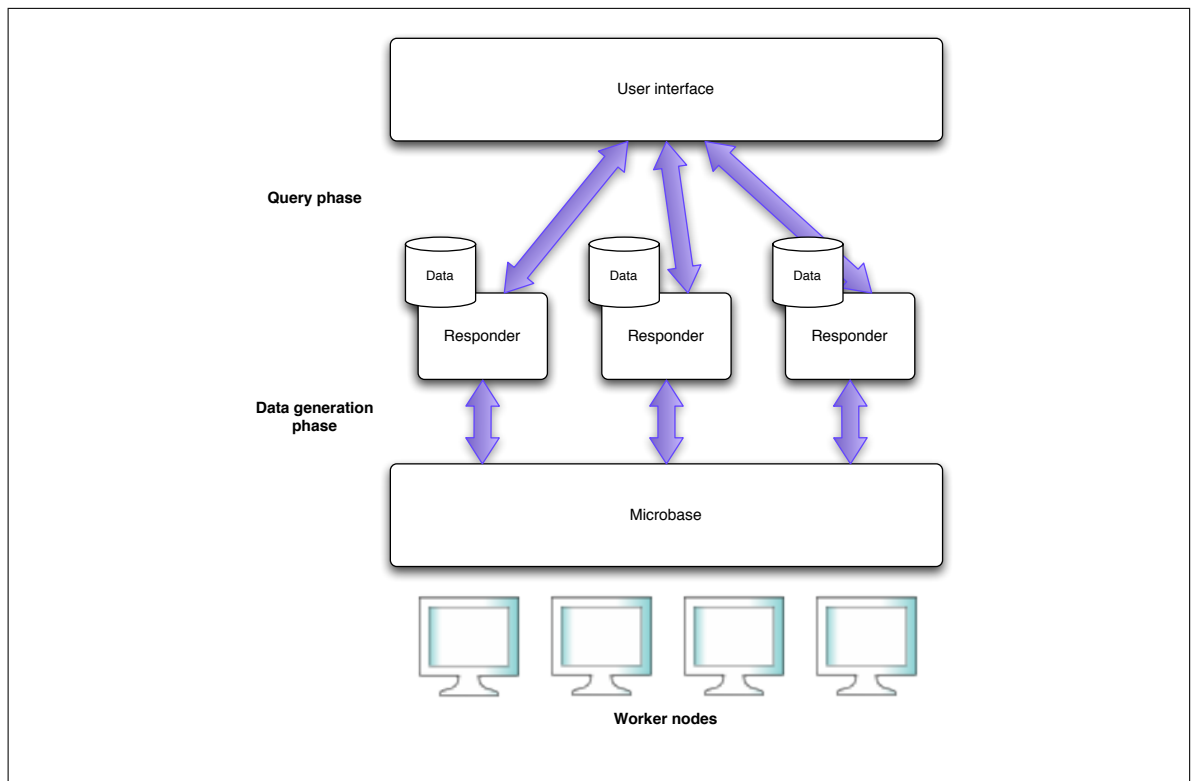 User interface
Query phase
Data
Data
Data
Responder
Responder
Responder
Data generation
phase
Microbase
Worker nodes